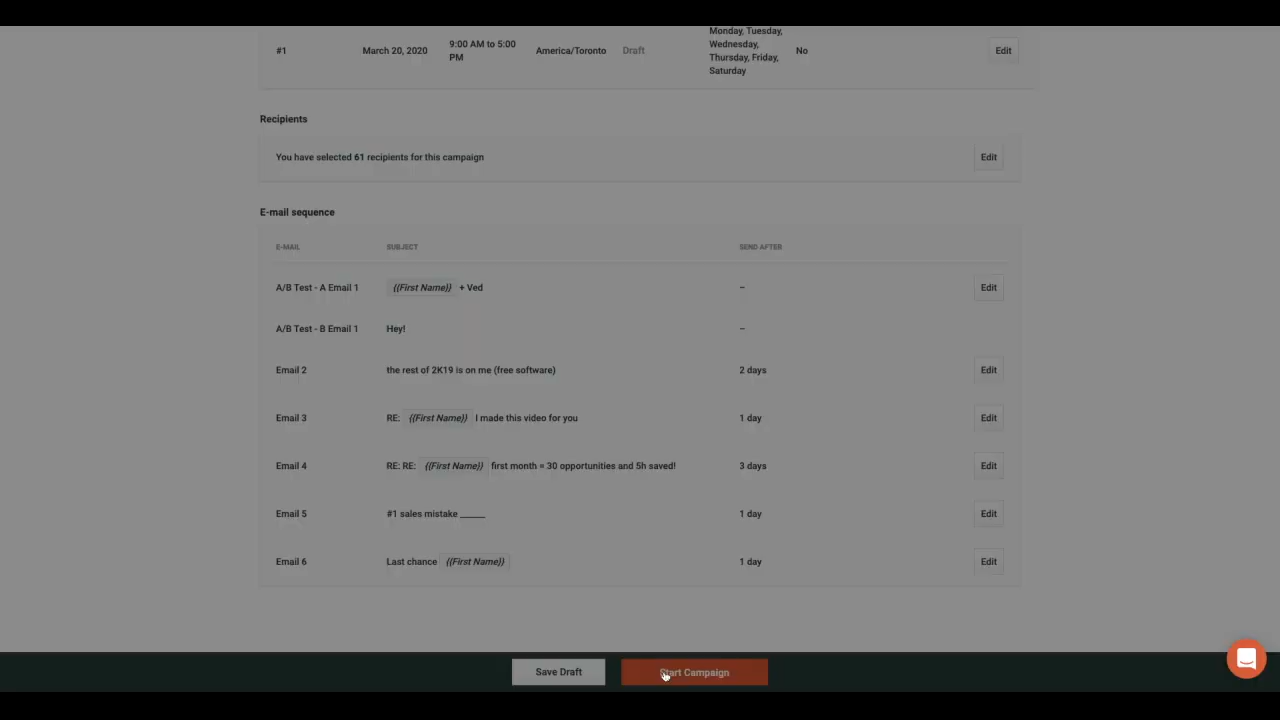 Monday, Tuesday,
#1 March 20, 2020 9:00 AM to 5:00 America/Toronto Draft Wednesday, No Edit
PM Thursday, Friday,
Saturday
Recipients
You have selected 61 recipients for this campaign Edit
E-mail sequence
E-MAIL SUBJECT SEND AFTER
A/B Test - A Email 1 {{First Name}} + Ved – Edit
A/B Test - B Email 1 Hey! –
Email 2 the rest of 2K19 is on me (free software) 2 days Edit
Email 3 RE: {{First Name}} I made this video for you 1 day Edit
Email 4 RE: RE: {{First Name}} first month = 30 opportunities and 5h saved! 3 days Edit
Email 5 #1 sales mistake _____ 1 day Edit
Email 6 Last chance {{First Name}} 1 day Edit
Save Draft Start Campaign